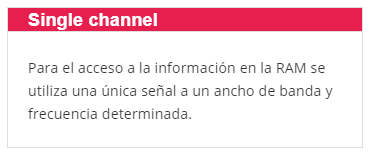 Single channel
Para el acceso a la información en la RAM se
utiliza una única señal a un ancho de banda y
frecuencia determinada.